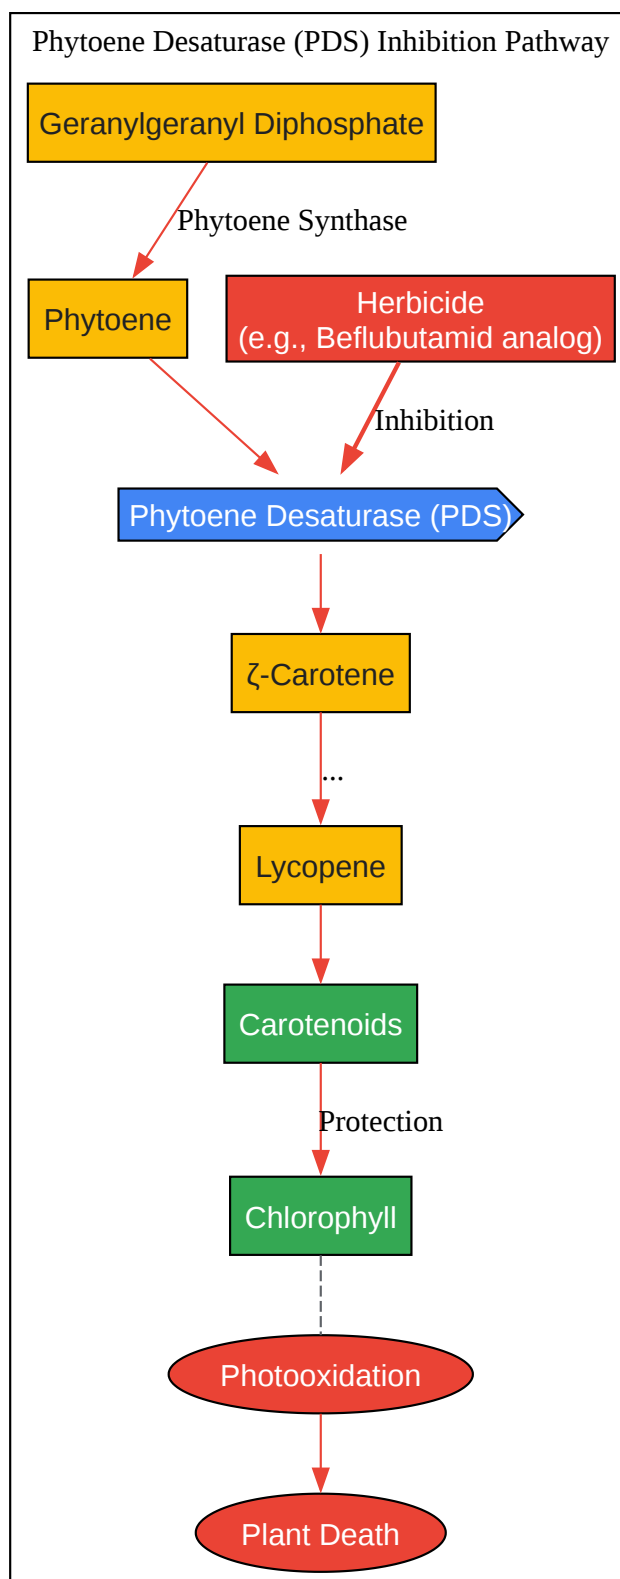 Phytoene Desaturase (PDS) Inhibition Pathway
Geranylgeranyl Diphosphate
Phytoene Synthase
Phytoene
Herbicide
(e.g., Beflubutamid analog)
Inhibition
Phytoene Desaturase (PDS)
ζ-Carotene
...
Lycopene
Carotenoids
Protection
Chlorophyll
Photooxidation
Plant Death